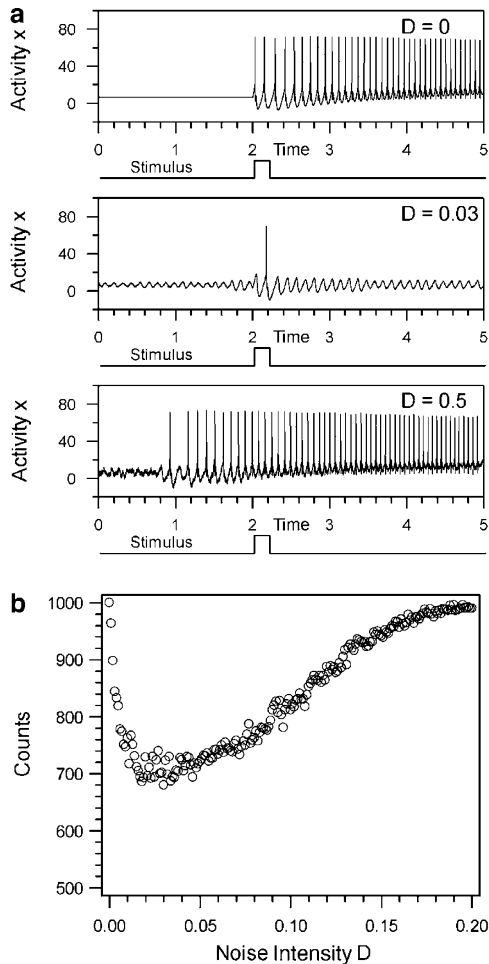 a
Activity x
80
40
0
D = 0
0 1 2 3 4 5
Stimulus Time
Activity x
80
40
0
D = 0.03
0 1 2 3 4 5
Stimulus Time
Activity x
80
40
0
D = 0.5
0 1 2 3 4 5
Stimulus Time
b
Counts
1000
900
800
700
600
500
0.00 0.05 0.10 0.15 0.20
Noise Intensity D